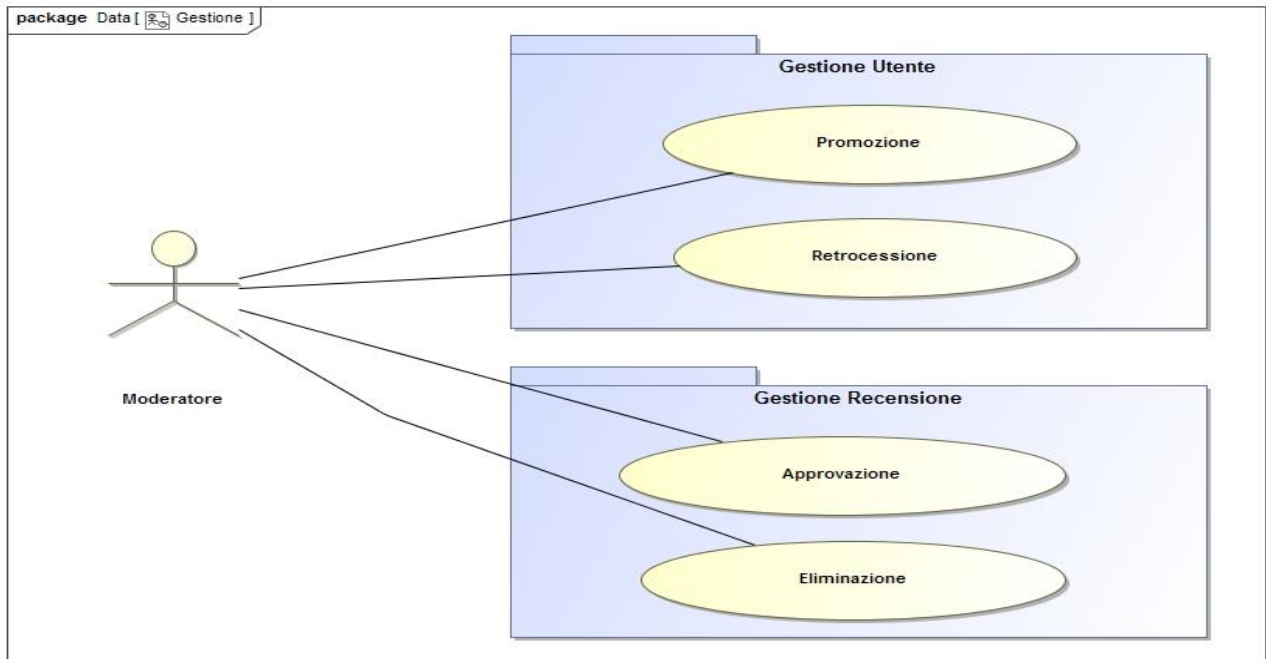 package Data [ Gestione ]
Gestione Utente
Promozione
Retrocessione
Moderatore
Gestione Recensione
Approvazione
Eliminazione